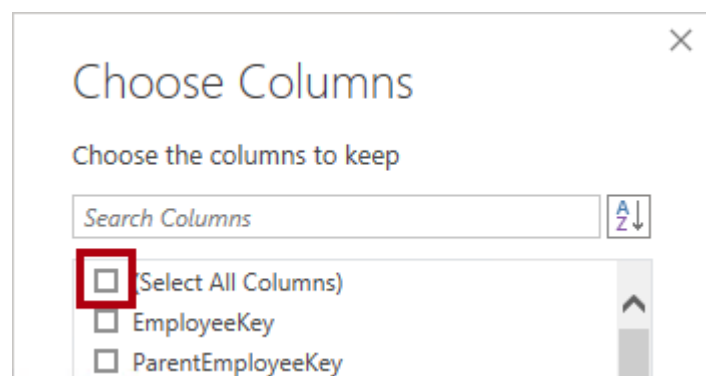 Choose Columns
Choose the columns to keep
Search Columns
A
Z
(Select All Columns)
EmployeeKey
ParentEmployeeKey